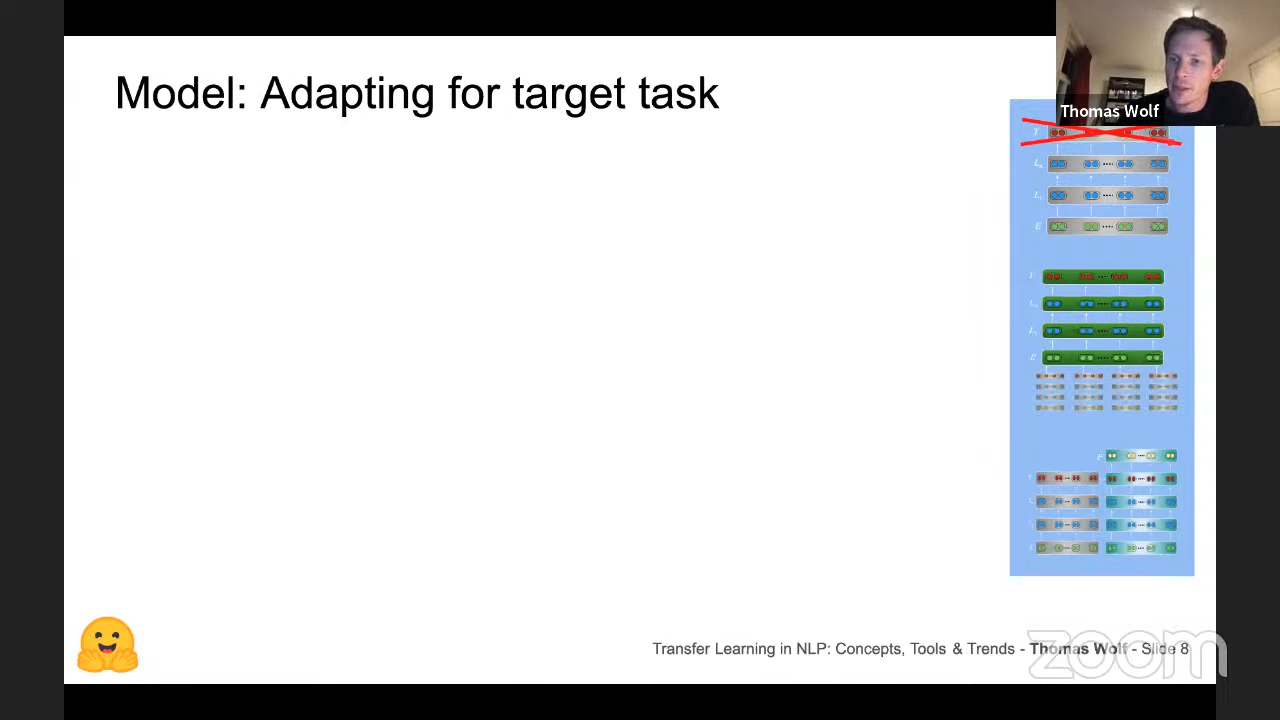 Model: Adapting for target task
Thomas Wolf
E
E
Transfer Learning in NLP: Concepts, Tools & Trends - Thomas Wolf - Slide 8
zoom